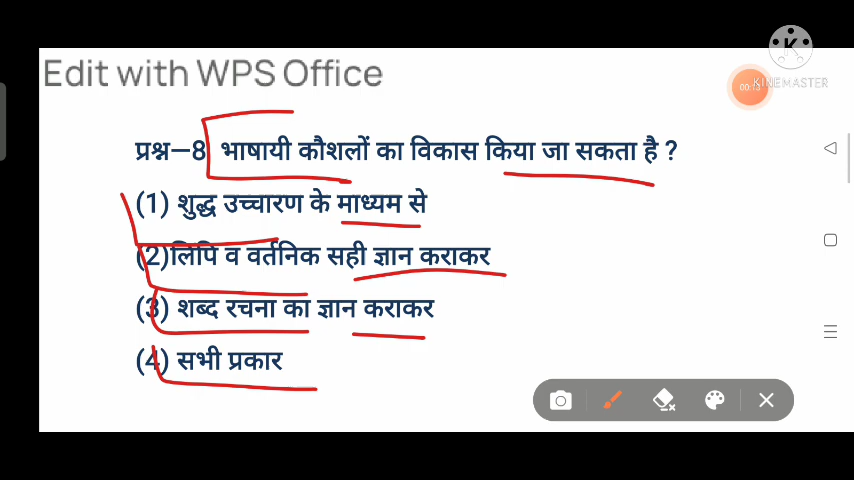 Edit with WPS Office
KINEMASTER
प्रश्न—8 भाषायी कौशलों का विकास किया जा सकता है ?
(1) शुद्ध उच्चारण के माध्यम से
(2)लिपि व वर्तनिक सही ज्ञान कराकर
(3) शब्द रचना का ज्ञान कराकर
(4) सभी प्रकार